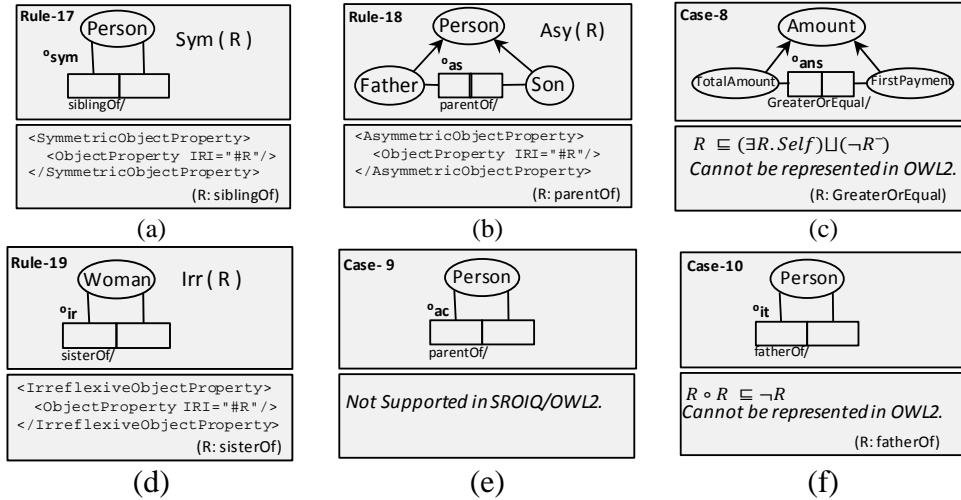 Rule-17
Person
Sym ( R )
°sym
siblingOf/
<SymmetricObjectProperty>
<ObjectProperty IRI="#R"/>
</SymmetricObjectProperty>
(R: siblingOf)
(a)
Rule-18
Person
Asy ( R )
°as
Father
Son
parentOf/
<AsymmetricObjectProperty>
<ObjectProperty IRI="#R"/>
</AsymmetricObjectProperty>
(R: parentOf)
(b)
Case-8
Amount
°ans
TotalAmount
FirstPayment
GreaterOrEqual/
R ⊑ (∃R.Self)⊔(¬R⁻)
Cannot be represented in OWL2.
(R: GreaterOrEqual)
(c)
Rule-19
Woman
Irr ( R )
°ir
sisterOf/
<IrreflexiveObjectProperty>
<ObjectProperty IRI="#R"/>
</IrreflexiveObjectProperty>
(R: sisterOf)
(d)
Case- 9
Person
°ac
parentOf/
Not Supported in SROIQ/OWL2.
(e)
Case-10
Person
°it
fatherOf/
R ∘ R ⊑ ¬R
Cannot be represented in OWL2.
(R: fatherOf)
(f)